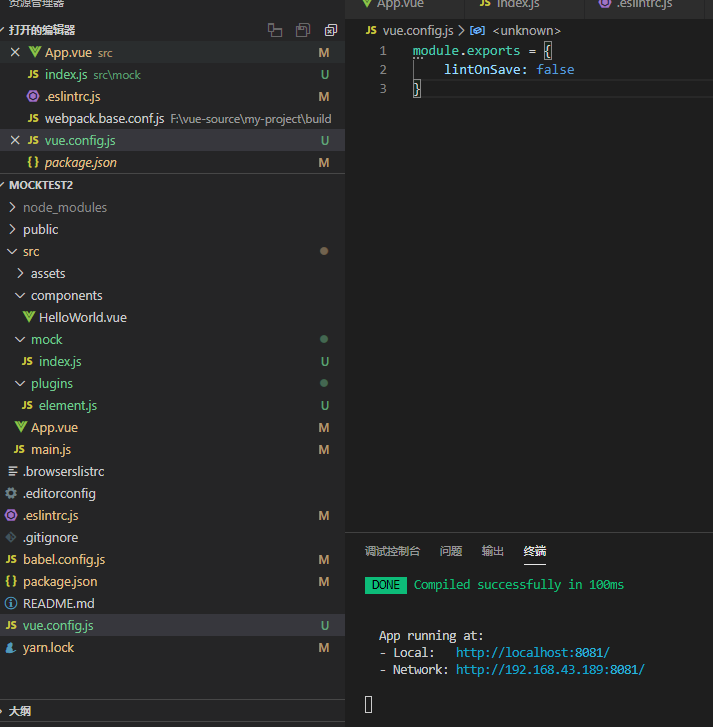 资源管理器
打开的编辑器
App.vue src M
JS index.js src\mock U
.eslintrc.js M
JS webpack.base.conf.js F:\vue-source\my-project\build
JS vue.config.js U
{} package.json M
MOCKTEST2
node_modules
public
src
assets
components
HelloWorld.vue
mock
JS index.js U
plugins
JS element.js U
App.vue M
JS main.js M
.browserslistrc
.editorconfig
.eslintrc.js M
.gitignore
babel.config.js M
{} package.json M
README.md
JS vue.config.js U
yarn.lock M
大纲
App.vue JS index.js .eslintrc.js
JS vue.config.js > <unknown>
1 module.exports = {
2 lintOnSave: false
3 }
调试控制台 问题 输出 终端
DONE Compiled successfully in 100ms
App running at:
- Local: http://localhost:8081/
- Network: http://192.168.43.189:8081/